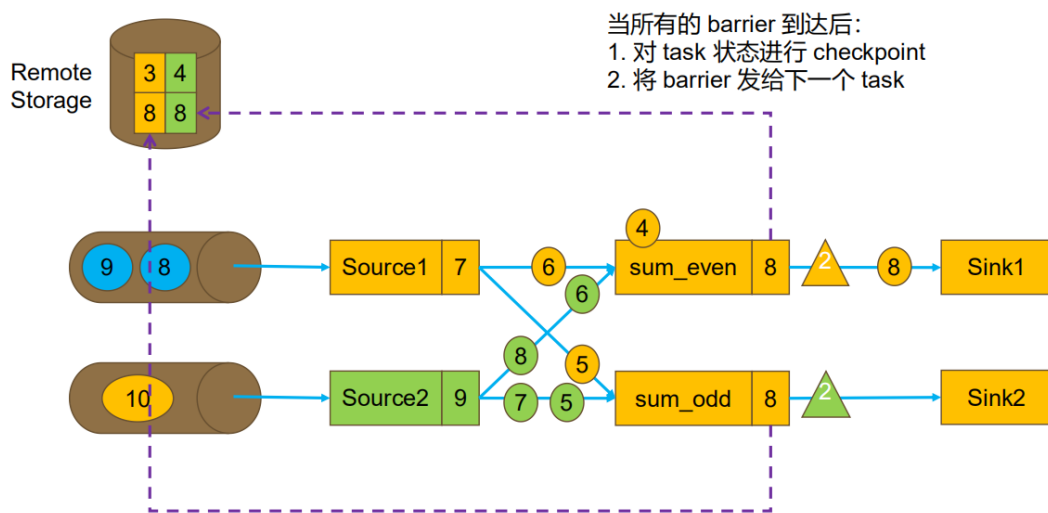 当所有的 barrier 到达后：
1. 对 task 状态进行 checkpoint
2. 将 barrier 发给下一个 task
Remote
Storage
3 4
8 8
4
9 8
Source1 7
6
sum_even 8
2
8
Sink1
6
8
5
10
Source2 9
7
5
sum_odd 8
2
Sink2